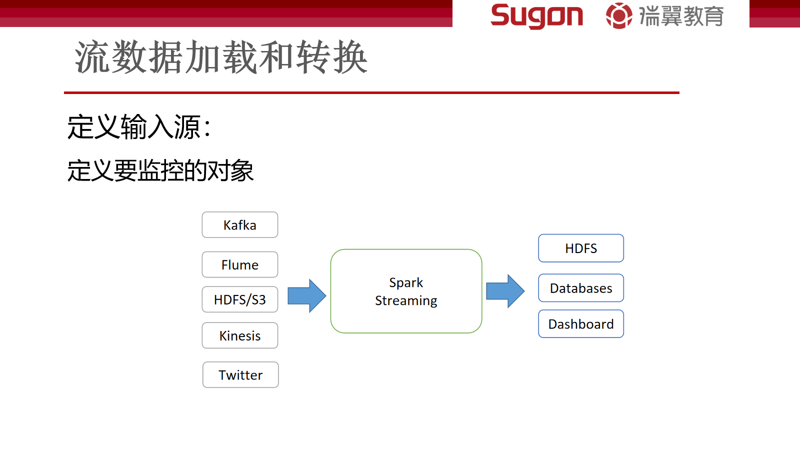 Sugon 瑞翼教育
流数据加载和转换
定义输入源：
定义要监控的对象
Kafka
Flume
HDFS/S3
Kinesis
Twitter
Spark
Streaming
HDFS
Databases
Dashboard